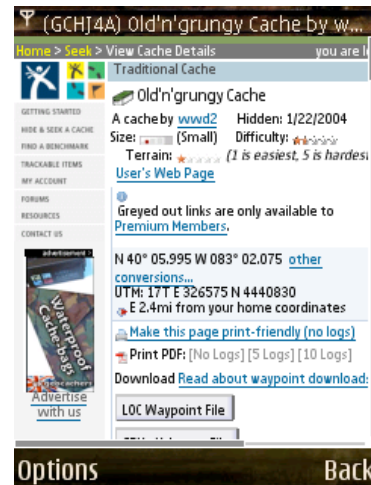 (GCHJ4A) Old'n'grungy Cache by w...
Home > Seek > View Cache Details
you are l
Traditional Cache
Old'n'grungy Cache
A cache by wwd2 Hidden: 1/22/2004
Size: (Small) Difficulty:
Terrain: (1 is easiest, 5 is hardes
User's Web Page
Greyed out links are only available to
Premium Members.
N 40° 05.995 W 083° 02.075 other
conversions...
UTM: 17T E 326575 N 4440830
E 2.4mi from your home coordinates
Make this page print-friendly (no logs)
Print PDF: [No Logs] [5 Logs] [10 Logs]
Download Read about waypoint download
LOC Waypoint File
GETTING STARTED
HIDE & SEEK A CACHE
FIND A BENCHMARK
TRACKABLE ITEMS
MY ACCOUNT
FORUMS
RESOURCES
CONTACT US
advertisement >
Waterproof
Cache-bags
geocachers
Advertise
with us
Options
Back